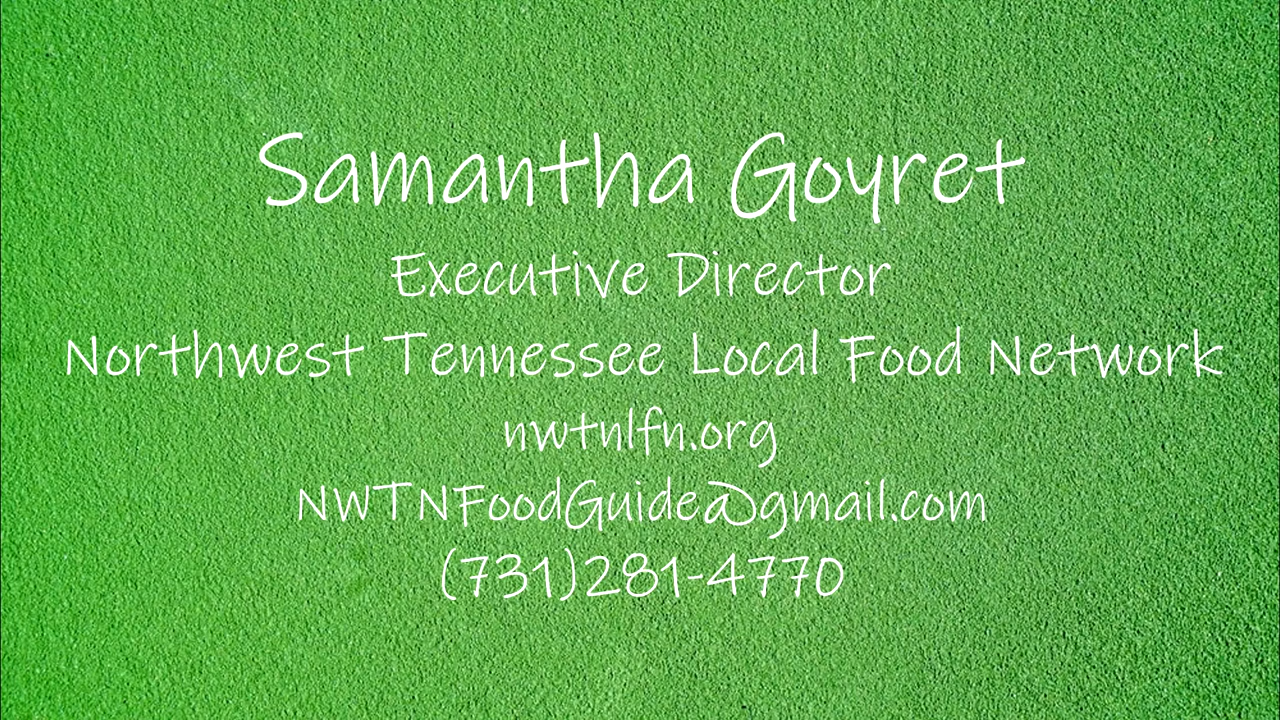 Samantha Goyret
Executive Director
Northwest Tennessee Local Food Network
nwtnlfn.org
NWTNFoodGuide@gmail.com
(731)281-4770